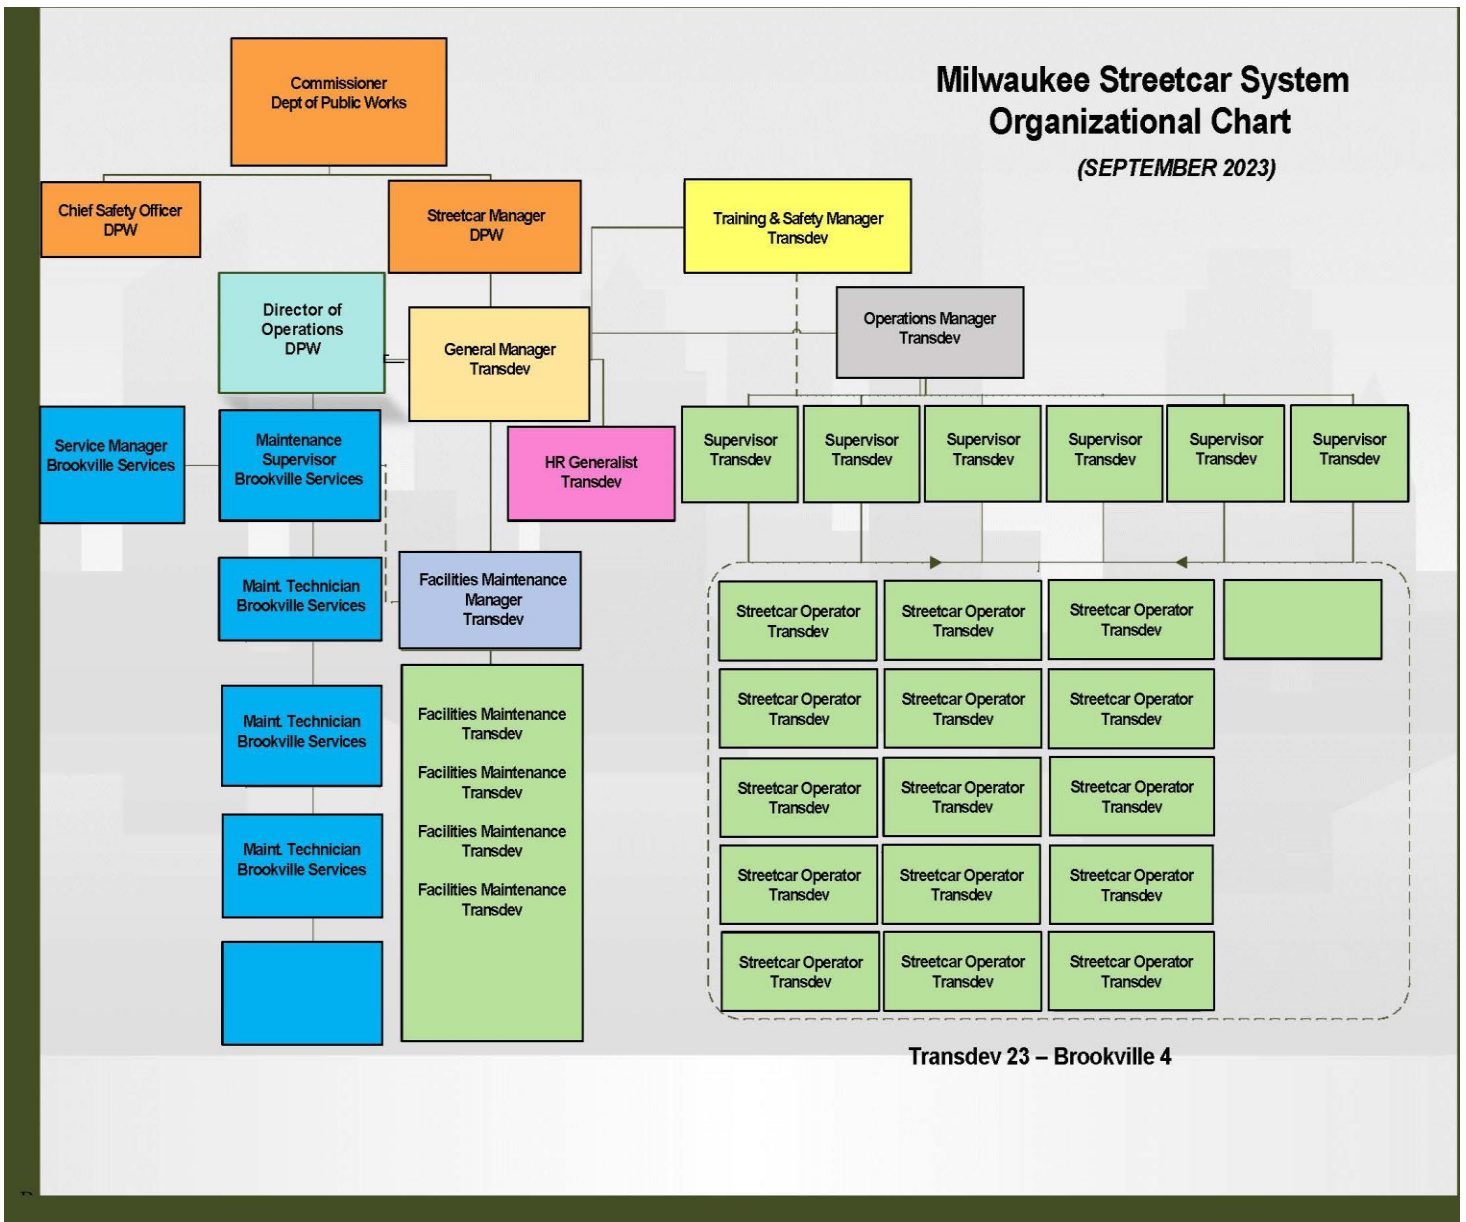 Milwaukee Streetcar System
Organizational Chart
(SEPTEMBER 2023)
Commissioner
Dept of Public Works
Chief Safety Officer
DPW
Streetcar Manager
DPW
Training & Safety Manager
Transdev
Director of
Operations
DPW
General Manager
Transdev
Operations Manager
Transdev
Service Manager
Brookville Services
Maintenance
Supervisor
Brookville Services
HR Generalist
Transdev
Supervisor
Transdev
Supervisor
Transdev
Supervisor
Transdev
Supervisor
Transdev
Supervisor
Transdev
Supervisor
Transdev
Maint. Technician
Brookville Services
Facilities Maintenance
Manager
Transdev
Maint. Technician
Brookville Services
Maint. Technician
Brookville Services
Facilities Maintenance
Transdev
Facilities Maintenance
Transdev
Facilities Maintenance
Transdev
Facilities Maintenance
Transdev
Streetcar Operator
Transdev
Streetcar Operator
Transdev
Streetcar Operator
Transdev
Streetcar Operator
Transdev
Streetcar Operator
Transdev
Streetcar Operator
Transdev
Streetcar Operator
Transdev
Streetcar Operator
Transdev
Streetcar Operator
Transdev
Streetcar Operator
Transdev
Streetcar Operator
Transdev
Streetcar Operator
Transdev
Streetcar Operator
Transdev
Streetcar Operator
Transdev
Streetcar Operator
Transdev
Transdev 23 – Brookville 4